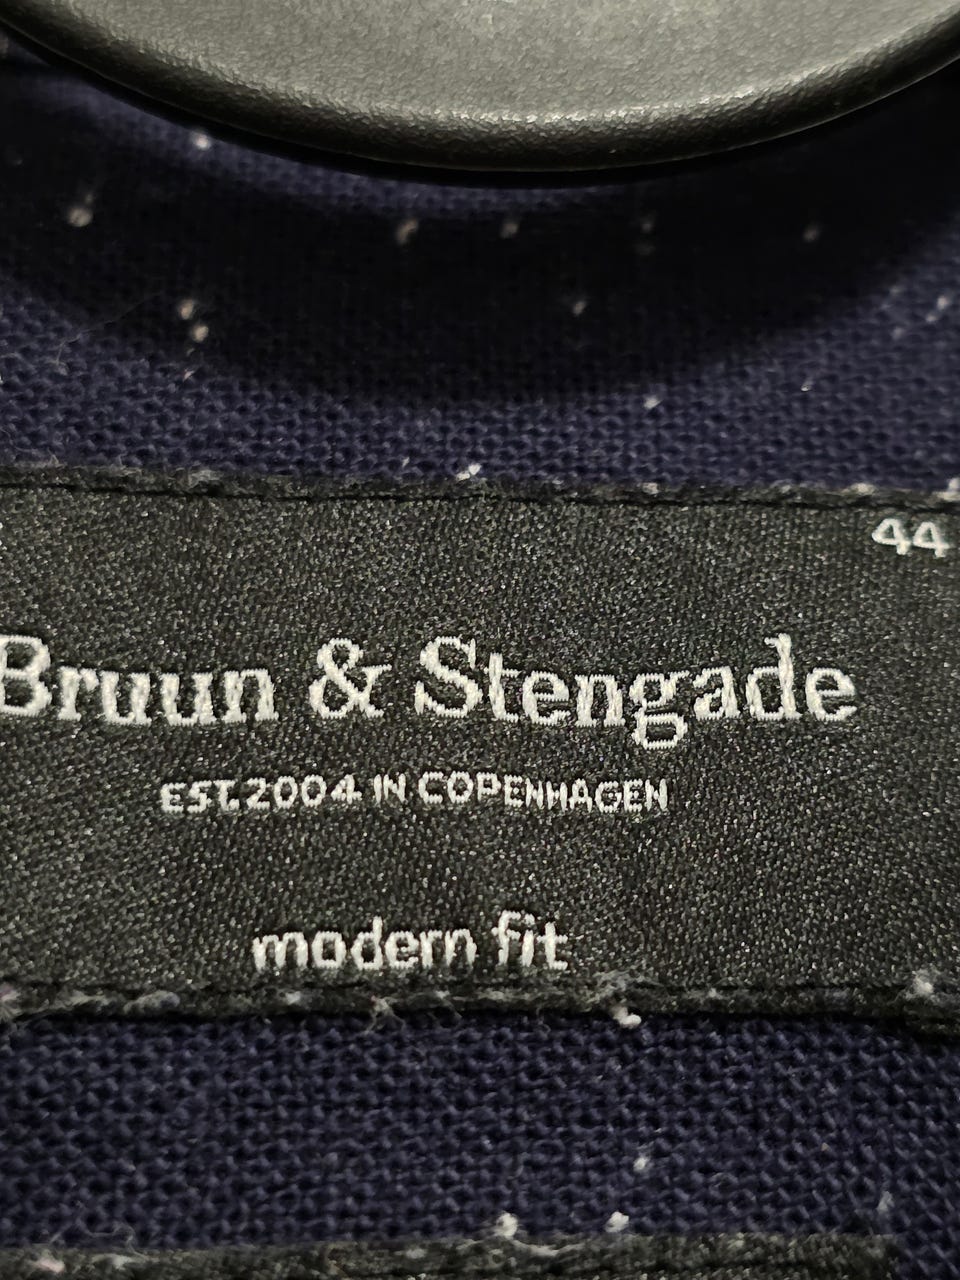 44
Bruun & Stengade
EST.2004 IN COPENHAGEN
modern fit